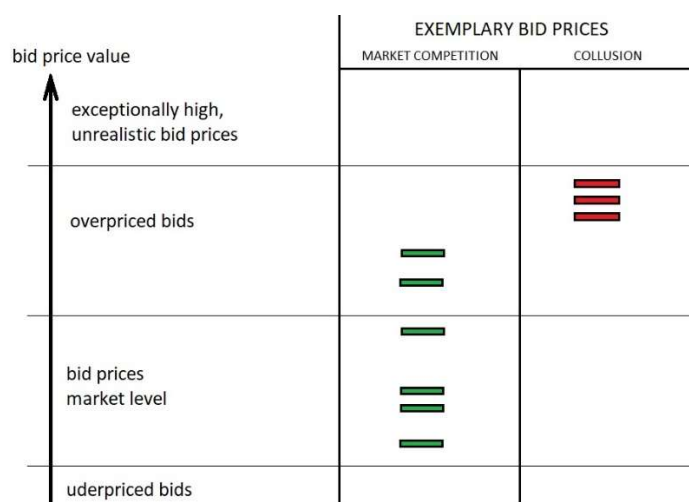 EXEMPLARY BID PRICES
bid price value
MARKET COMPETITION
COLLUSION
exceptionally high,
unrealistic bid prices
overpriced bids
bid prices
market level
uderpriced bids